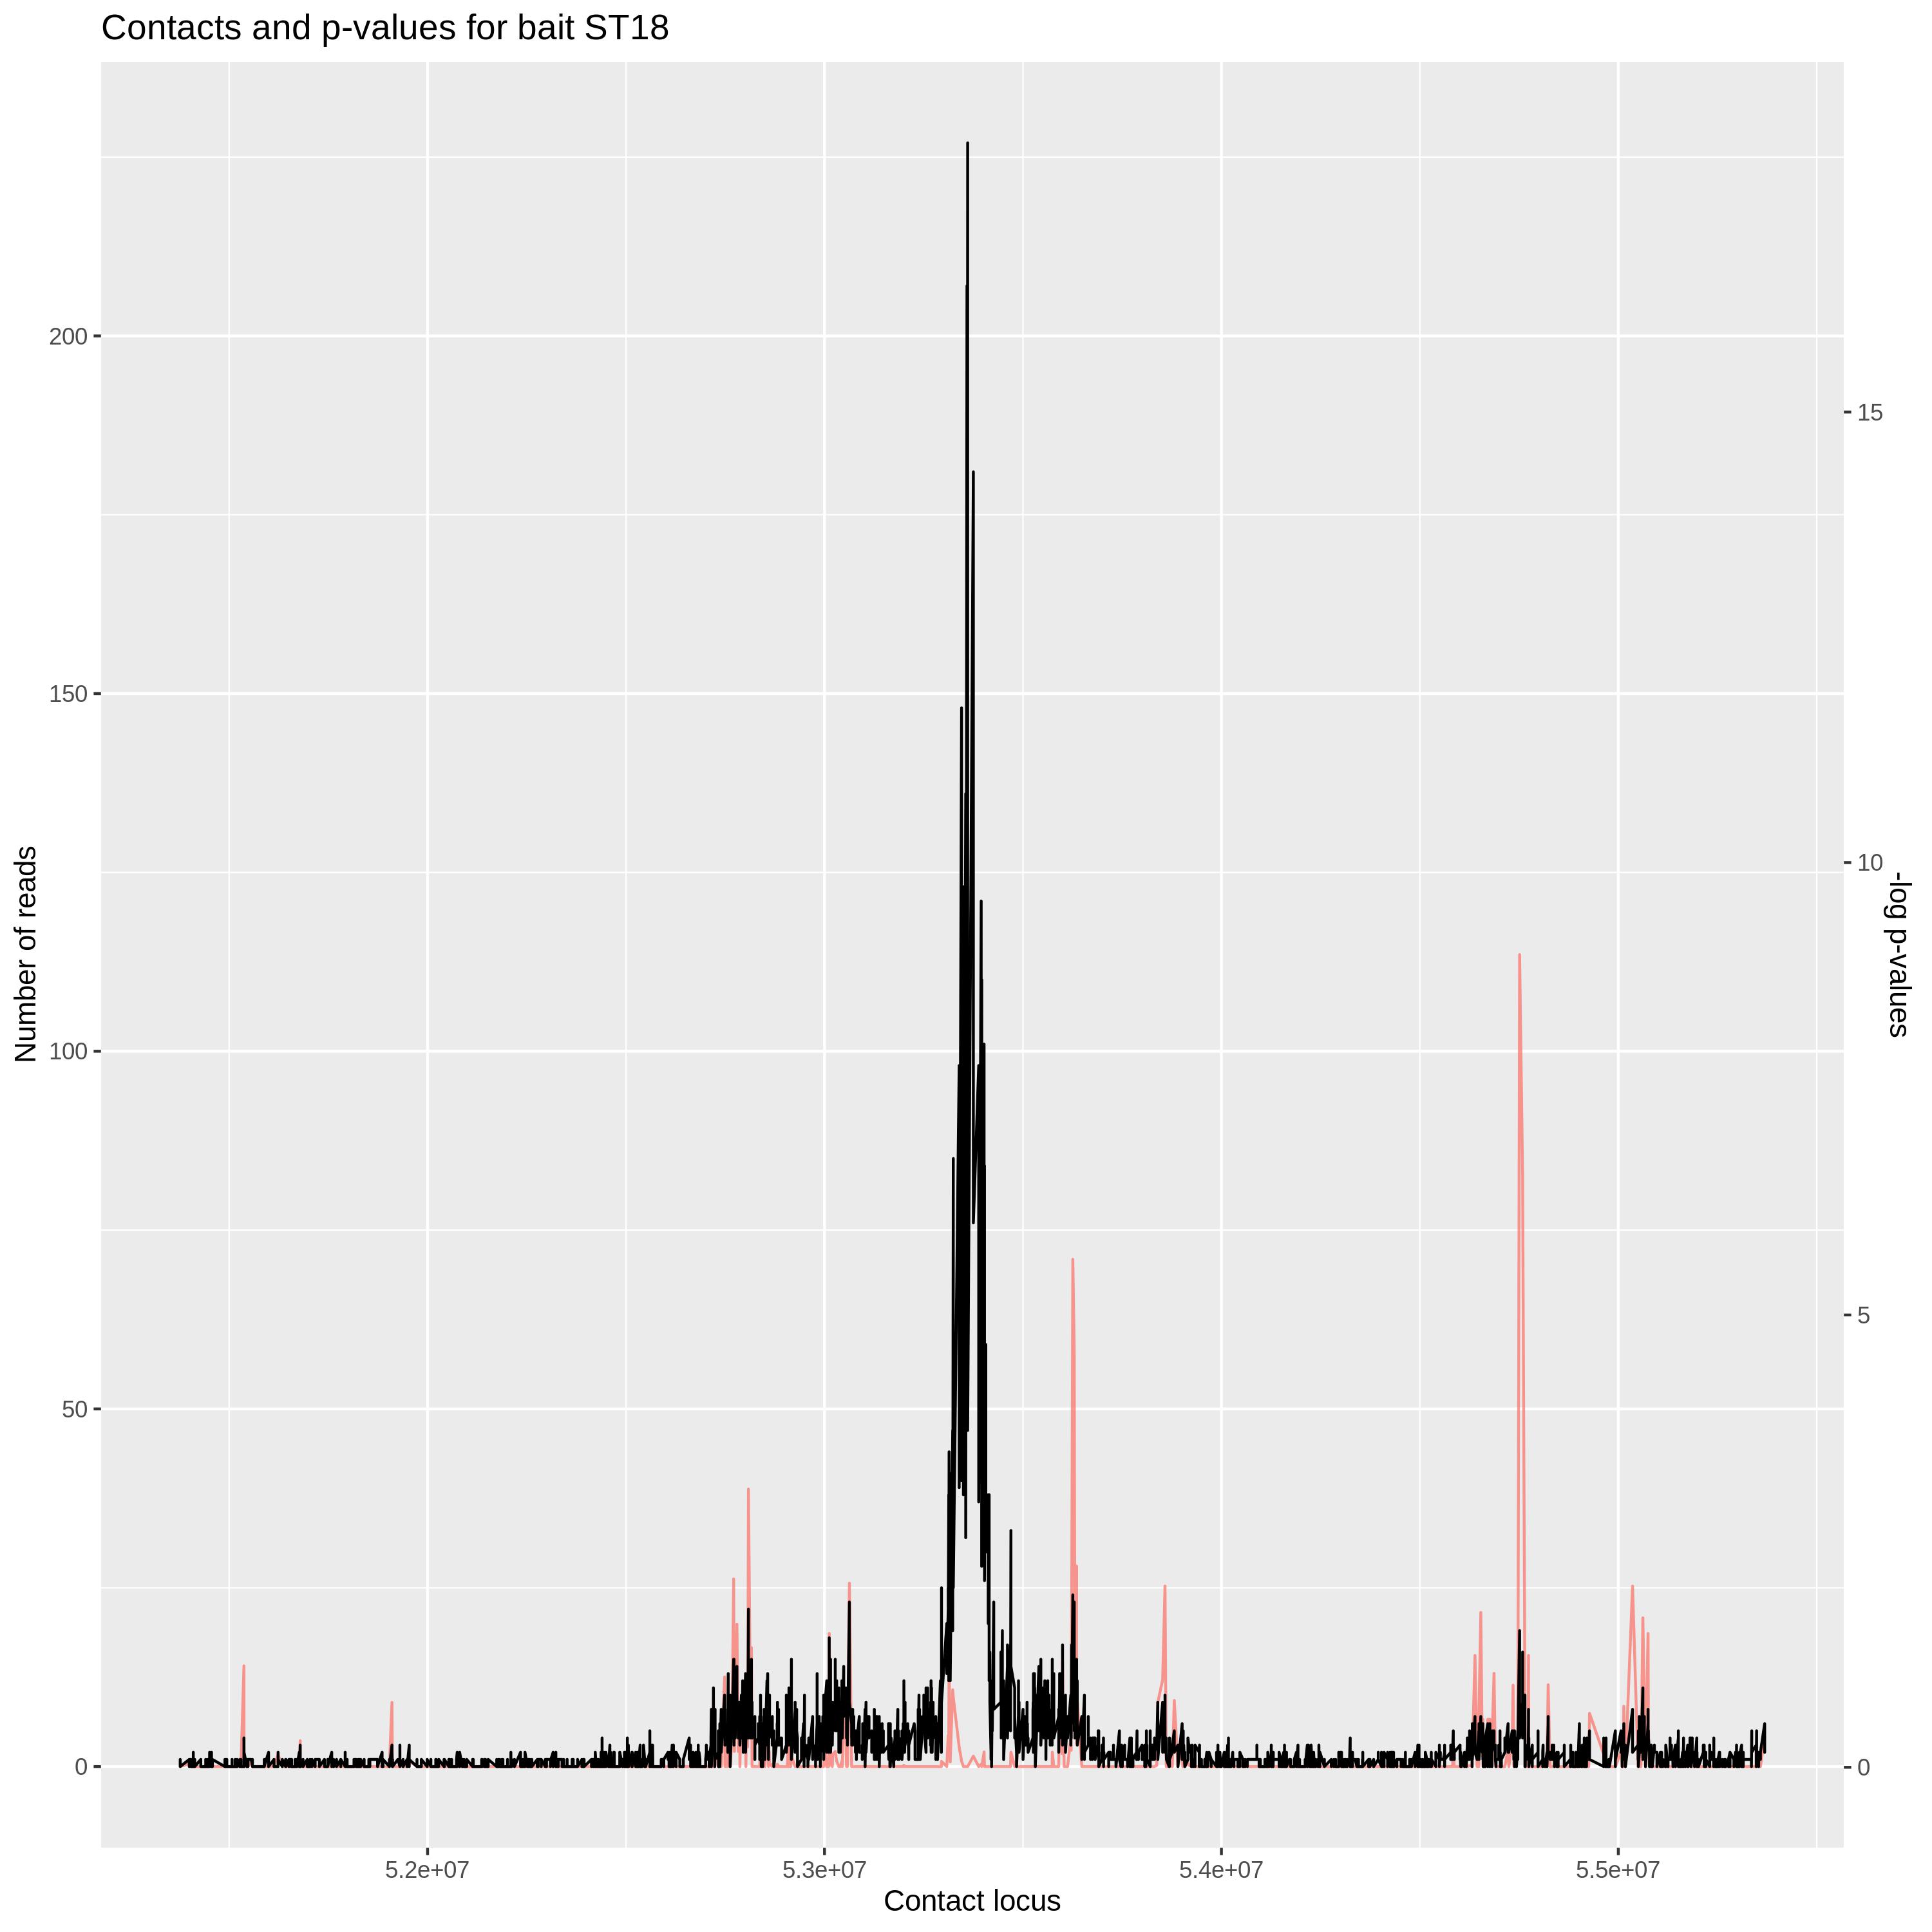 Contacts and p-values for bait ST18
200
150
100
50
0
Number of reads
15
10
5
0
-log p-values
5.2e+07
5.3e+07
5.4e+07
5.5e+07
Contact locus